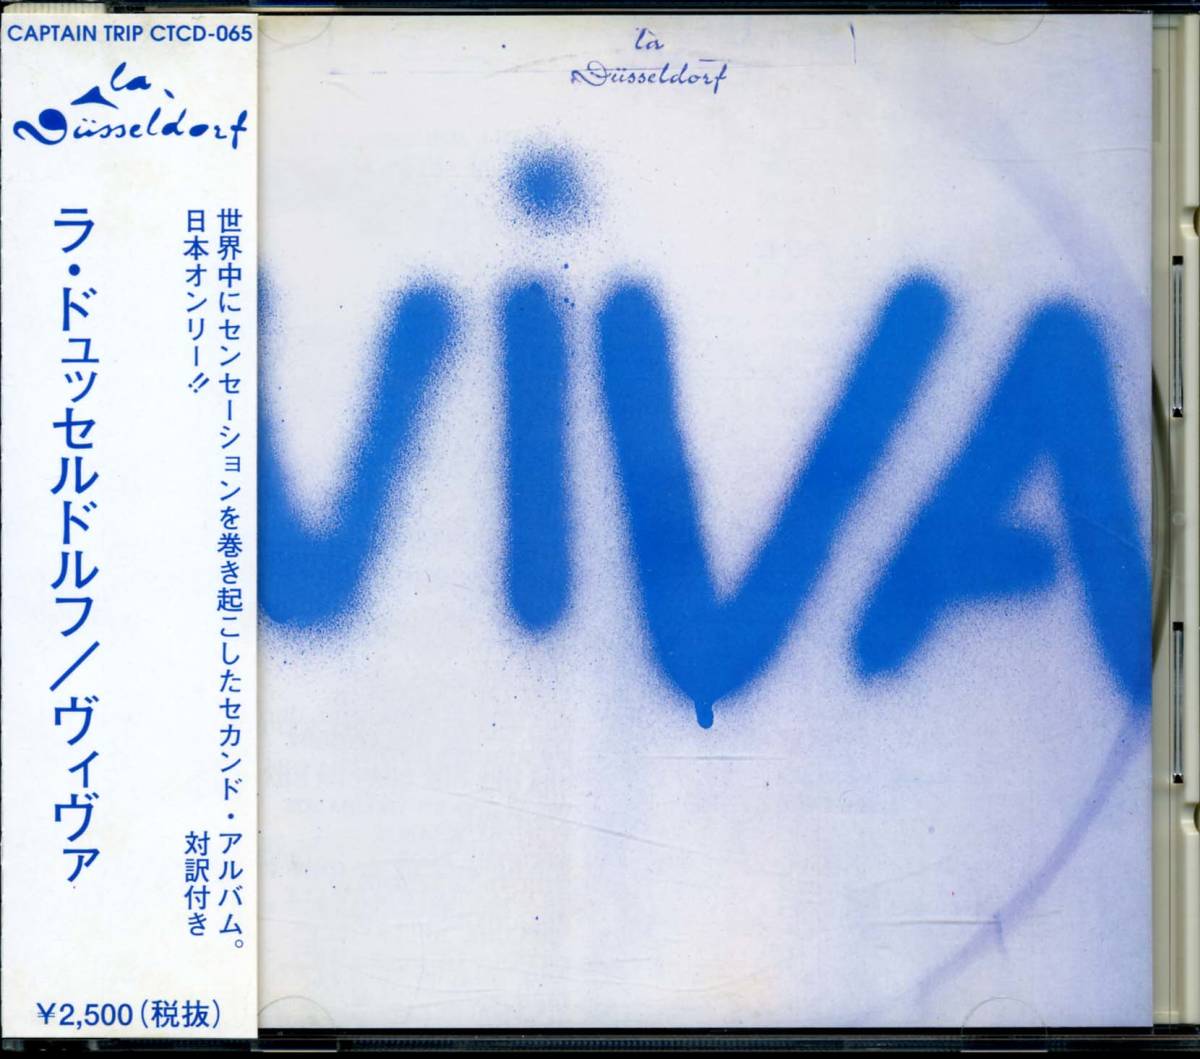 CAPTAIN TRIP CTCD-065
la
Düsseldorf
ラ・ドュッセルドルフ／ヴィヴァ
世界中にセンセーションを巻き起こしたセカンド・アルバム。
日本オンリー!!
対訳付き
¥2,500(税抜)
la
Düsseldorf
ViVA